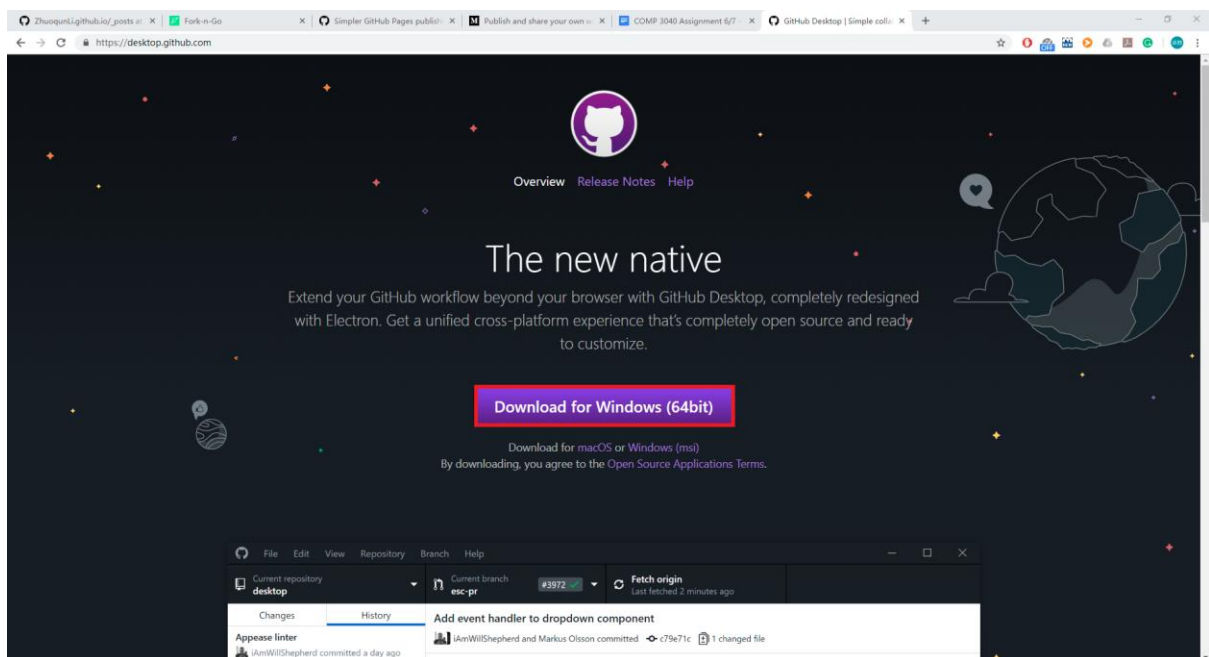 ZhuoqunLi.github.io/_posts at
Fork-n-Go
Simpler GitHub Pages publish
Publish and share your own
COMP 3040 Assignment 6/7 -
GitHub Desktop | Simple colla
https://desktop.github.com
OFF
Overview Release Notes Help
The new native
Extend your GitHub workflow beyond your browser with GitHub Desktop, completely redesigned
with Electron. Get a unified cross-platform experience that's completely open source and ready
to customize.
Download for Windows (64bit)
Download for macOS or Windows (msi)
By downloading, you agree to the Open Source Applications Terms.
File Edit View Repository Branch Help
Current repository
desktop
Current branch
esc-pr
#3972
Fetch origin
Last fetched 2 minutes ago
Changes History
Add event handler to dropdown component
iAmWillShepherd and Markus Olsson committed c79e71c 1 changed file
Appease linter
iAmWillShepherd committed a day ago